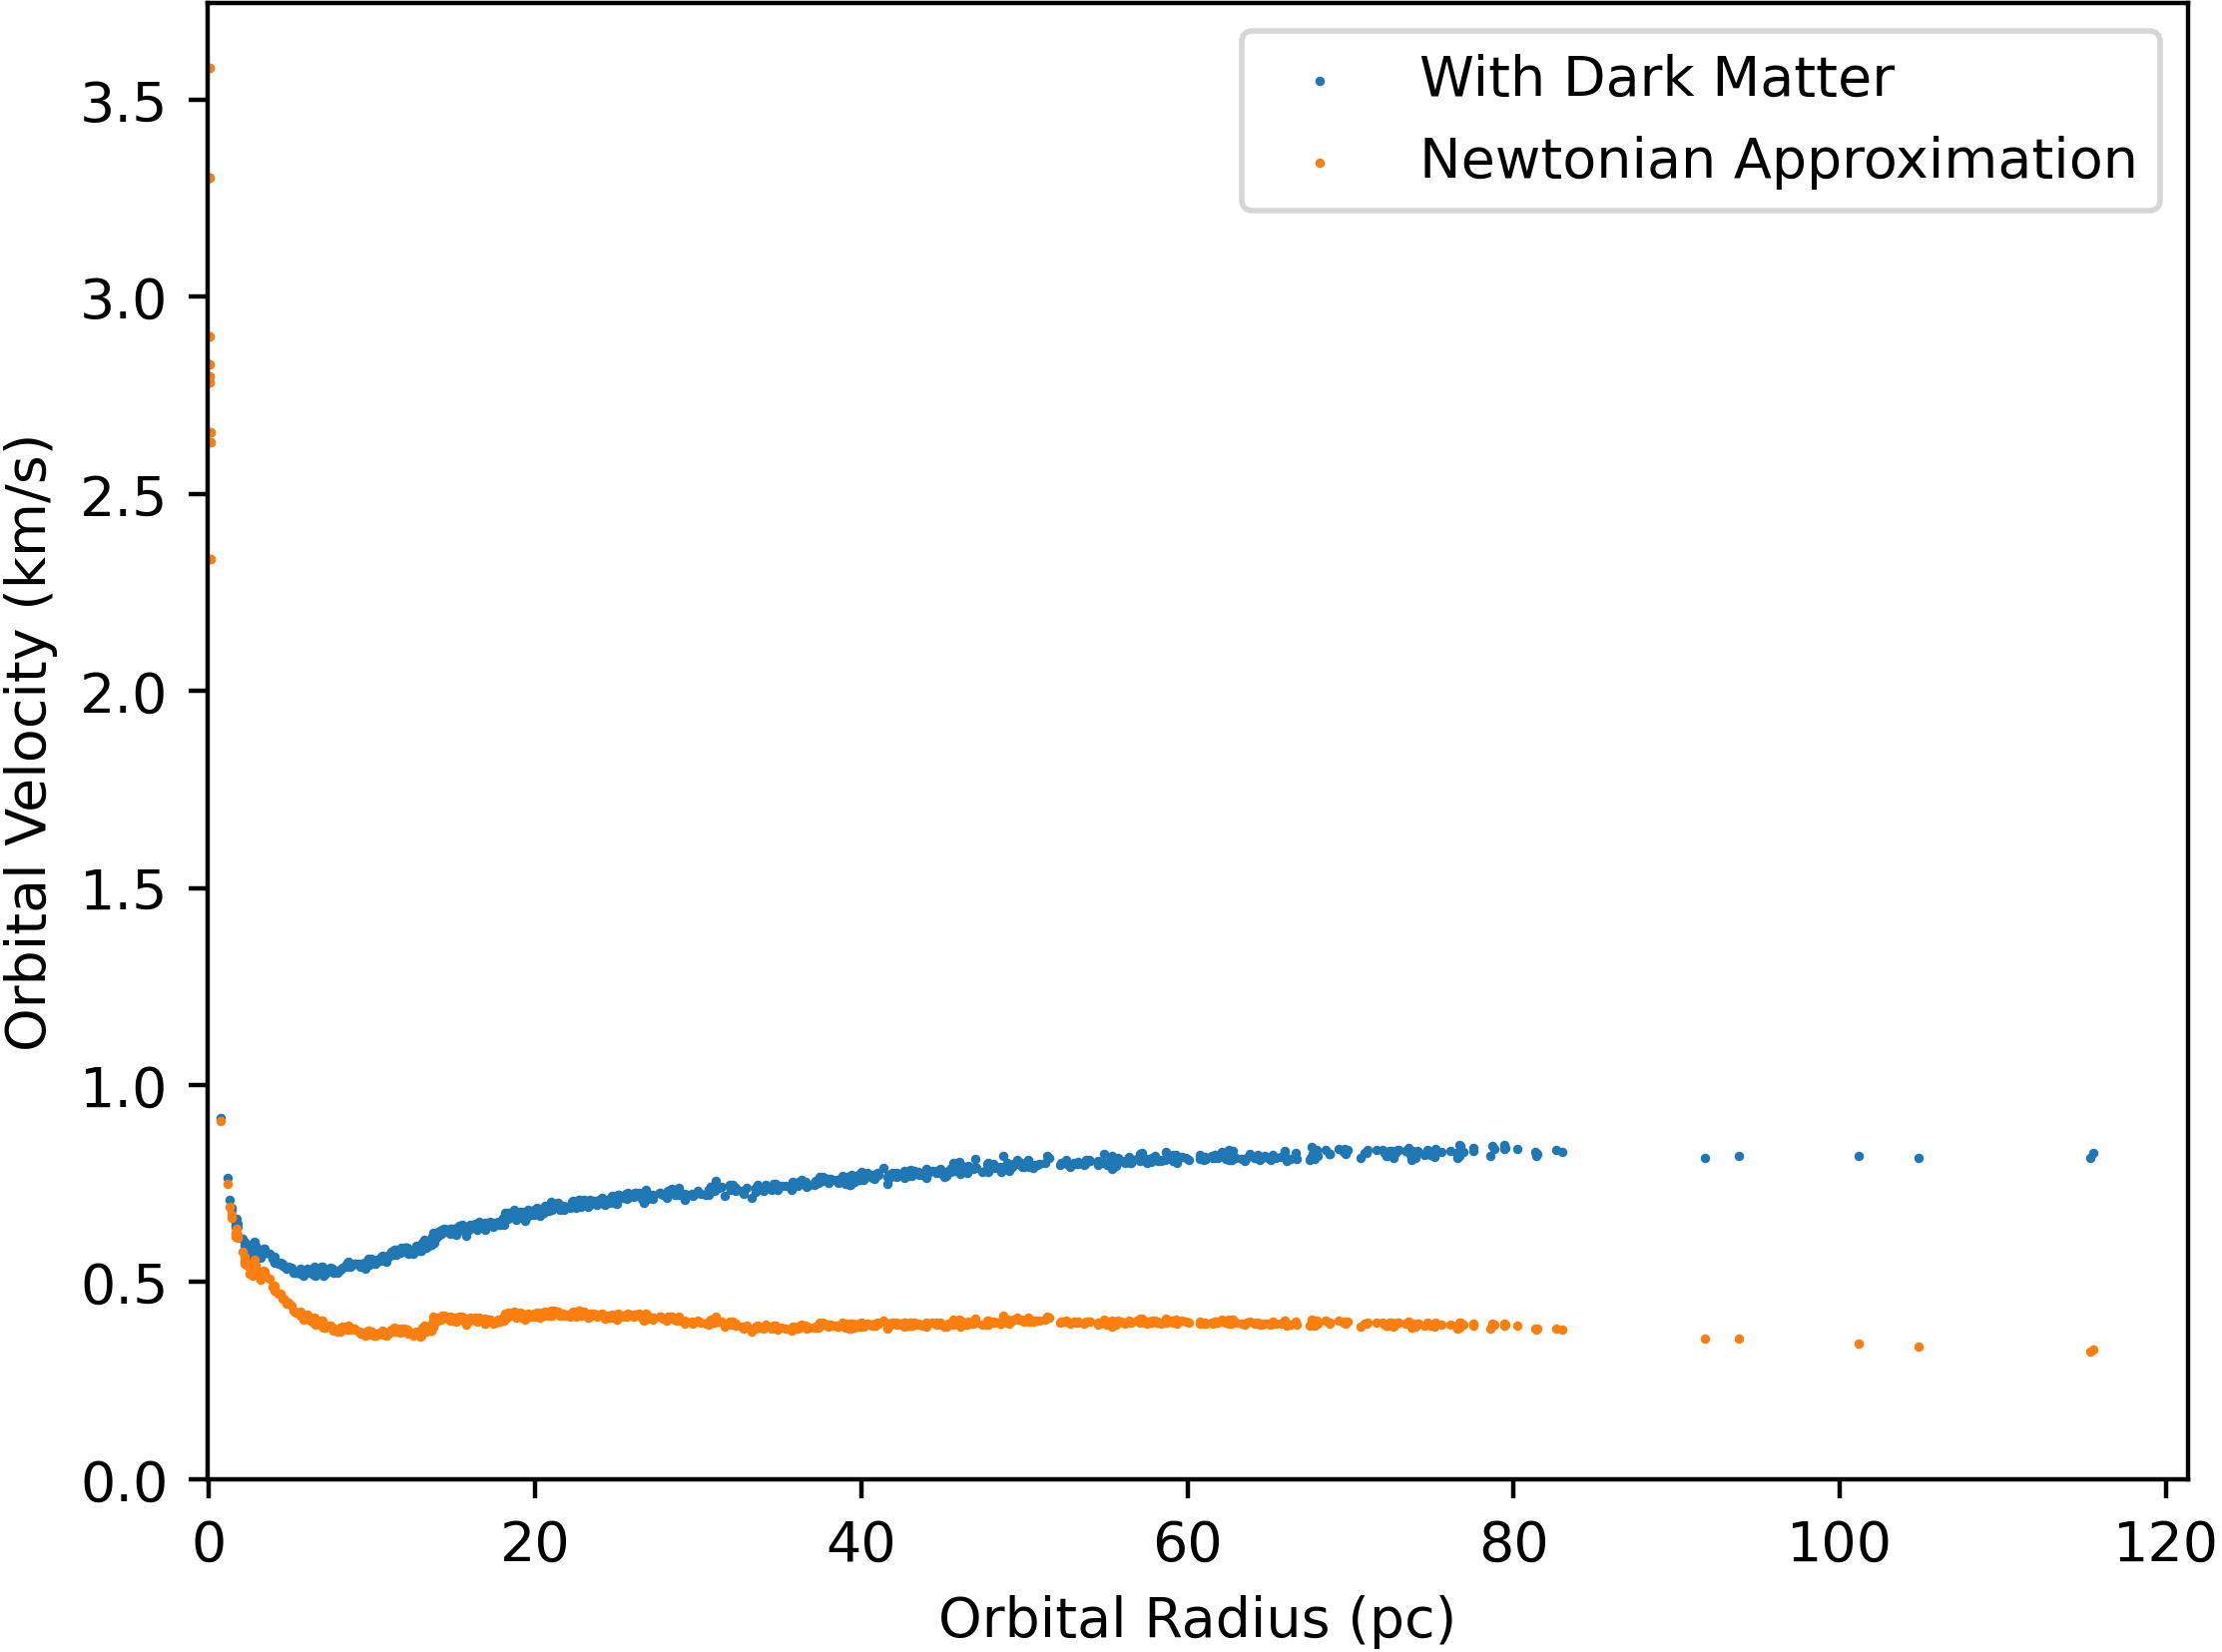 With Dark Matter
Newtonian Approximation
Orbital Velocity (km/s)
3.5
3.0
2.5
2.0
1.5
1.0
0.5
0.0
0 20 40 60 80 100 120
Orbital Radius (pc)